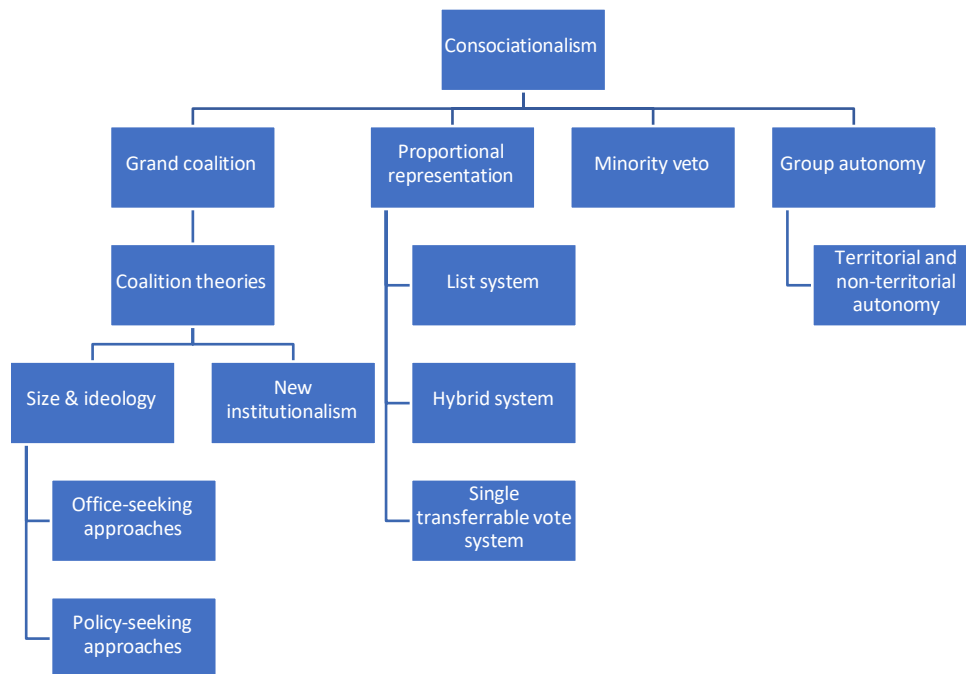 Consociationalism
Grand coalition
Proportional
representation
Minority veto
Group autonomy
Coalition theories
List system
Territorial and
non-territorial
autonomy
Size & ideology
New
institutionalism
Hybrid system
Office-seeking
approaches
Single
transferrable vote
system
Policy-seeking
approaches